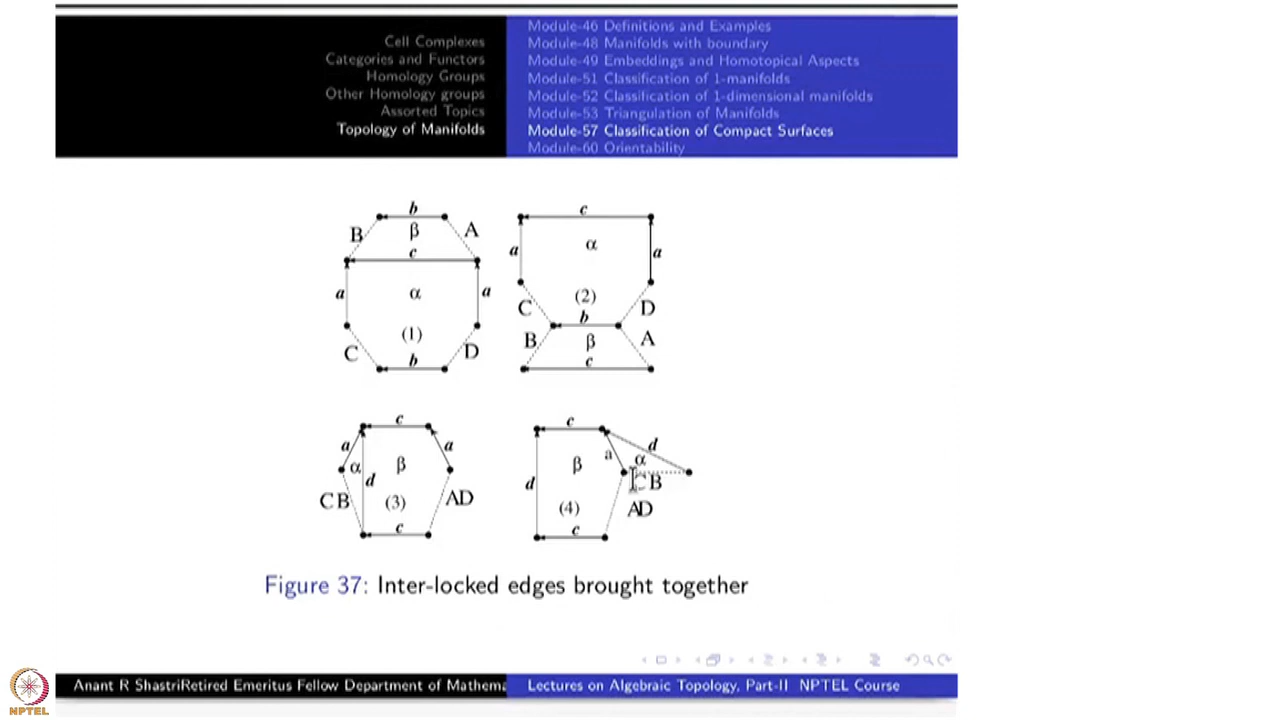 Cell Complexes
Categories and Functors
Homology Groups
Other Homology groups
Assorted Topics
Topology of Manifolds
Module-46 Definitions and Examples
Module-48 Manifolds with boundary
Module-49 Embeddings and Homotopical Aspects
Module-51 Classification of 1-manifolds
Module-52 Classification of 1-dimensional manifolds
Module-53 Triangulation of Manifolds
Module-57 Classification of Compact Surfaces
Module-60 Orientability
b
B β A
c
a α a
(1)
C b D
c
a α a
(2)
C b D
B β A
c
c
a α d β a
CB (3) AD
c
c
d β a α d
CB
(4) AD
c
Figure 37: Inter-locked edges brought together
Anant R ShastriRetired Emeritus Fellow Department of Mathema
Lectures on Algebraic Topology, Part-II NPTEL Course
NPTEL